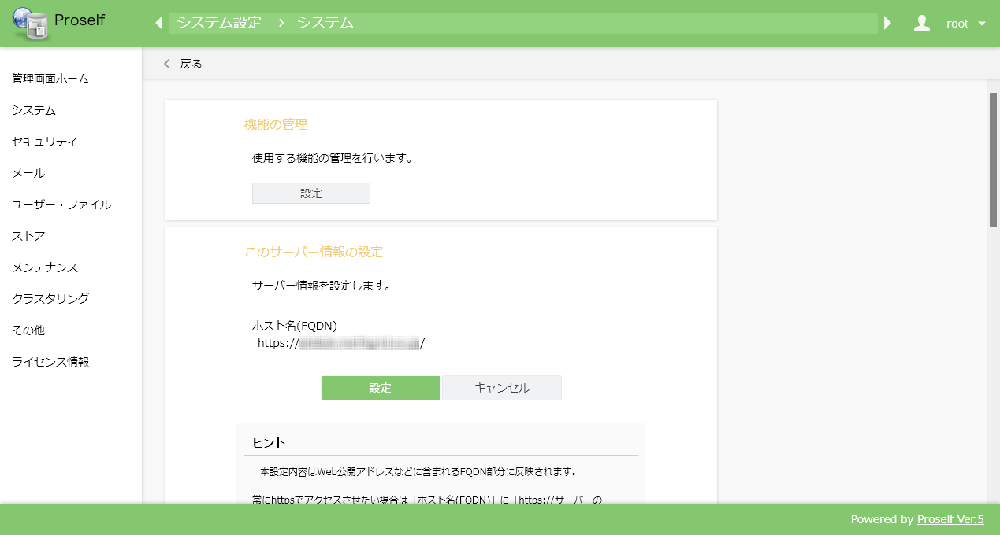 Proself
システム設定 > システム
root
戻る
管理画面ホーム
システム
セキュリティ
メール
ユーザー・ファイル
ストア
メンテナンス
クラスタリング
その他
ライセンス情報
機能の管理
使用する機能の管理を行います。
設定
このサーバー情報の設定
サーバー情報を設定します。
ホスト名(FQDN)
https:// /
設定 キャンセル
ヒント
本設定内容はWeb公開アドレスなどに含まれるFQDN部分に反映されます。
常にhttpsでアクセスさせたい場合は「ホスト名(FQDN)」に「https://サーバーの
Powered by Proself Ver.5